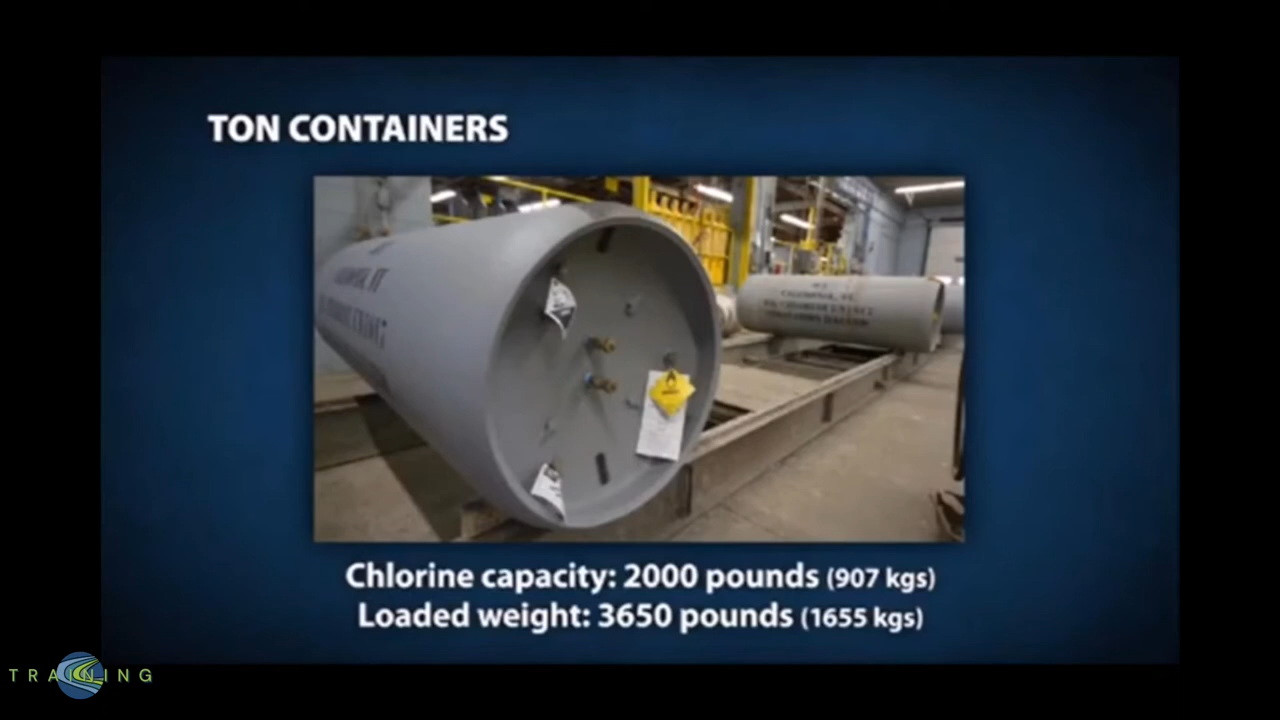 TON CONTAINERS
Chlorine capacity: 2000 pounds (907 kgs)
Loaded weight: 3650 pounds (1655 kgs)
TRAINING